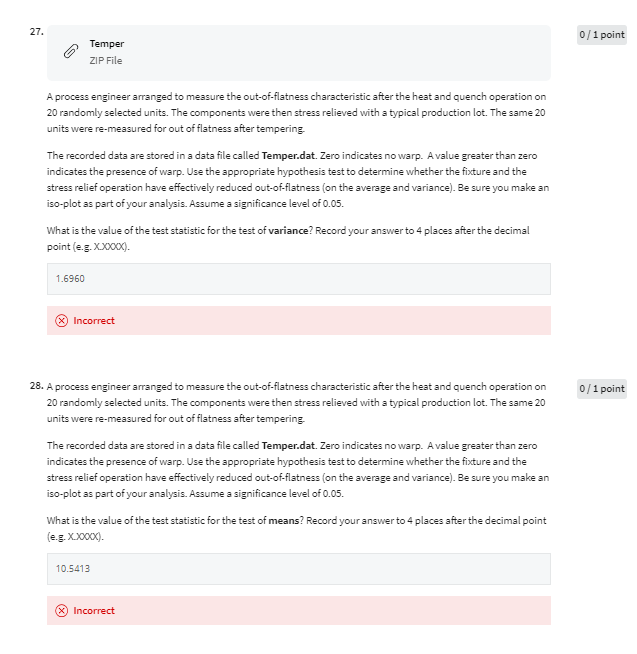 27.
0 / 1 point
Temper
ZIP File
A process engineer arranged to measure the out-of-flatness characteristic after the heat and quench operation on
20 randomly selected units. The components were then stress relieved with a typical production lot. The same 20
units were re-measured for out of flatness after tempering.
The recorded data are stored in a data file called Temper.dat. Zero indicates no warp. A value greater than zero
indicates the presence of warp. Use the appropriate hypothesis test to determine whether the fixture and the
stress relief operation have effectively reduced out-of-flatness (on the average and variance). Be sure you make an
iso-plot as part of your analysis. Assume a significance level of 0.05.
What is the value of the test statistic for the test of variance? Record your answer to 4 places after the decimal
point (e.g. X.XXXX).
1.6960
Incorrect
28. A process engineer arranged to measure the out-of-flatness characteristic after the heat and quench operation on
0 / 1 point
20 randomly selected units. The components were then stress relieved with a typical production lot. The same 20
units were re-measured for out of flatness after tempering.
The recorded data are stored in a data file called Temper.dat. Zero indicates no warp. A value greater than zero
indicates the presence of warp. Use the appropriate hypothesis test to determine whether the fixture and the
stress relief operation have effectively reduced out-of-flatness (on the average and variance). Be sure you make an
iso-plot as part of your analysis. Assume a significance level of 0.05.
What is the value of the test statistic for the test of means? Record your answer to 4 places after the decimal point
(e.g. X.XXXX).
10.5413
Incorrect